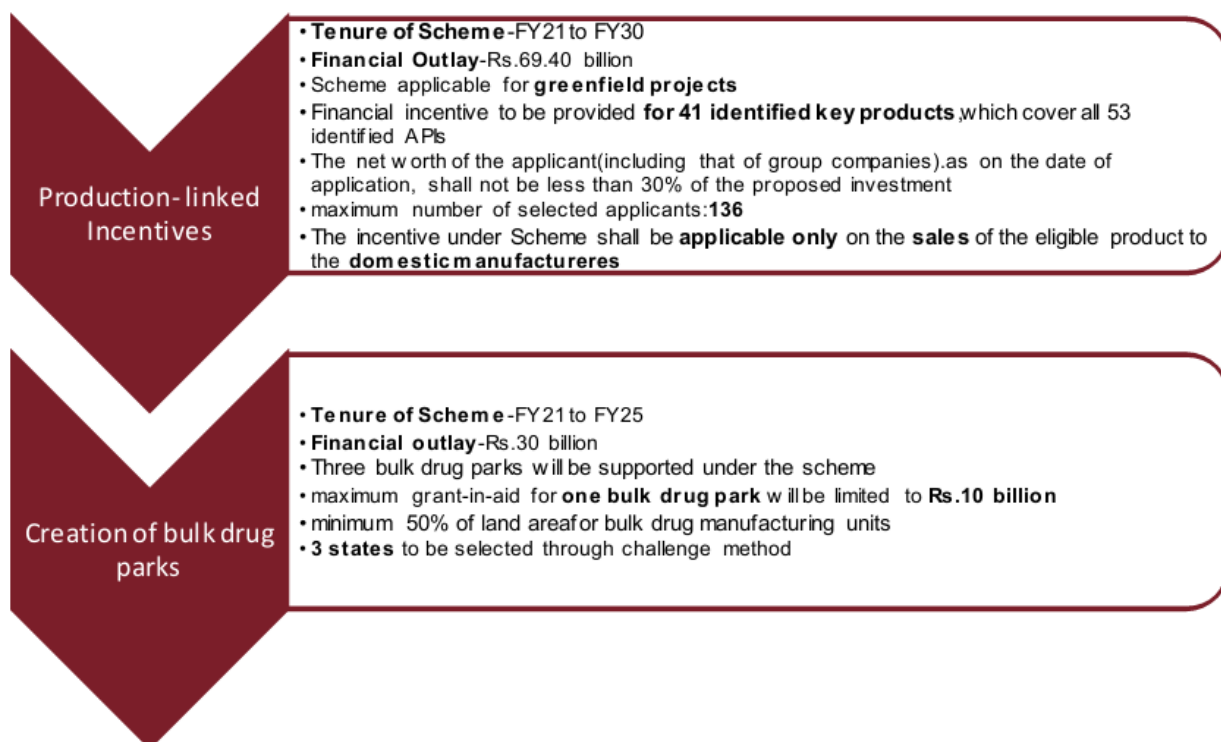 Production-linked
Incentives
• Tenure of Scheme-FY21 to FY30
• Financial Outlay-Rs.69.40 billion
• Scheme applicable for greenfield projects
• Financial incentive to be provided for 41 identified key products,which cover all 53
identified APIs
• The net worth of the applicant(including that of group companies).as on the date of
application, shall not be less than 30% of the proposed investment
• maximum number of selected applicants:136
• The incentive under Scheme shall be applicable only on the sales of the eligible product to
the domestic manufactureres
Creation of bulk drug
parks
• Tenure of Scheme-FY21 to FY25
• Financial outlay-Rs.30 billion
• Three bulk drug parks will be supported under the scheme
• maximum grant-in-aid for one bulk drug park will be limited to Rs.10 billion
• minimum 50% of land areafor bulk drug manufacturing units
• 3 states to be selected through challenge method